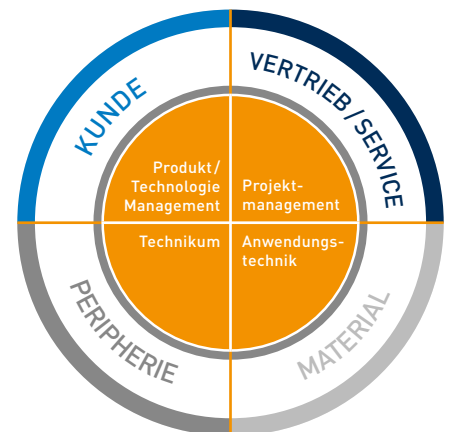 KUNDE
VERTRIEB / SERVICE
Produkt/
Technologie
Management
Projekt-
management
Technikum
Anwendungs-
technik
PERIPHERIE
MATERIAL